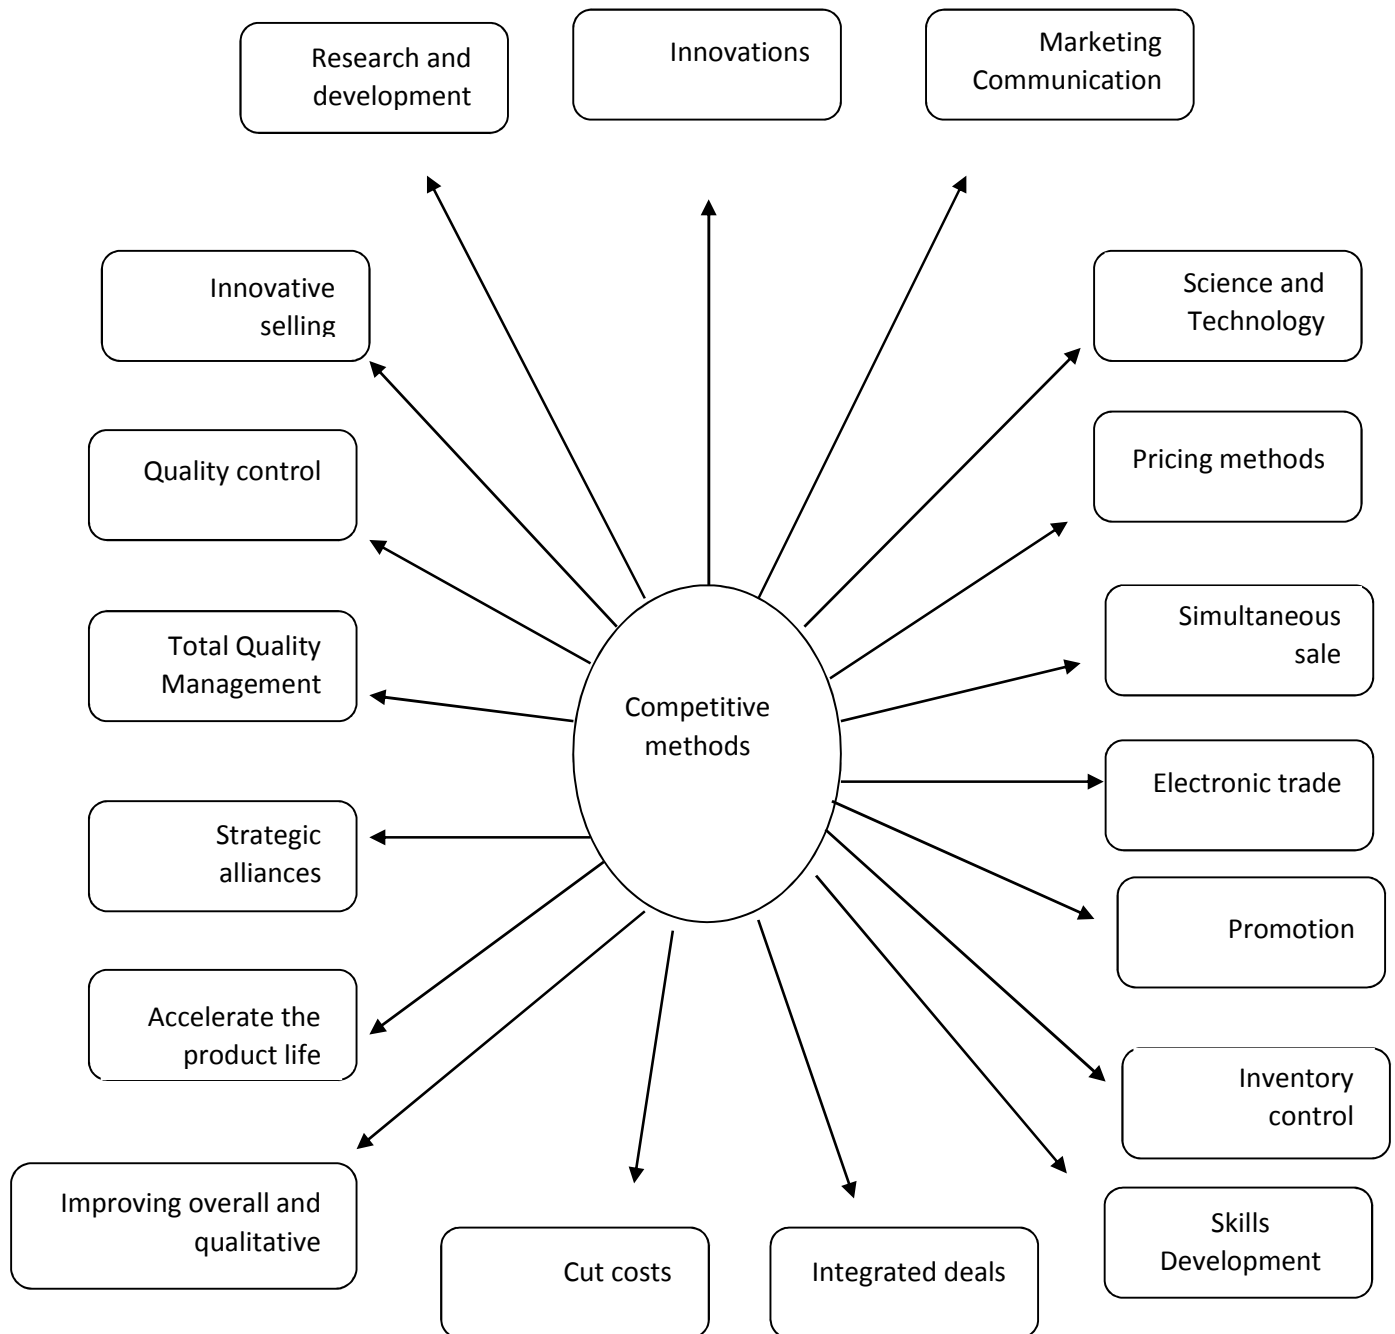 Research and
development
Innovations
Marketing
Communication
Innovative
selling
Science and
Technology
Quality control
Pricing methods
Total Quality
Management
Simultaneous
sale
Competitive
methods
Electronic trade
Strategic
alliances
Promotion
Accelerate the
product life
Inventory
control
Improving overall and
qualitative
Cut costs
Integrated deals
Skills
Development